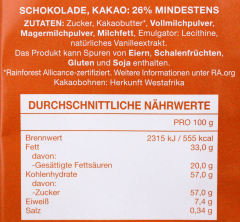 SCHOKOLADE, KAKAO: 26% MINDESTENS
ZUTATEN: Zucker, Kakaobutter*, Vollmilchpulver,
Magermilchpulver, Milchfett, Emulgator: Lecithine,
natürliches Vanilleextrakt.
Das Produkt kann Spuren von Eiern, Schalenfrüchten,
Gluten und Soja enthalten.
*Rainforest Allicance-zertifiziert. Weitere Informationen unter RA.org
Kakaobohnen: Herkunft Westafrika
DURCHSCHNITTLICHE NÄHRWERTE
PRO 100 g
Brennwert 2315 kJ / 555 kcal
Fett 33,0 g
davon:
-Gesättigte Fettsäuren 20,0 g
Kohlenhydrate 57,0 g
davon:
-Zucker 57,0 g
Eiweiß 7,4 g
Salz 0,34 g